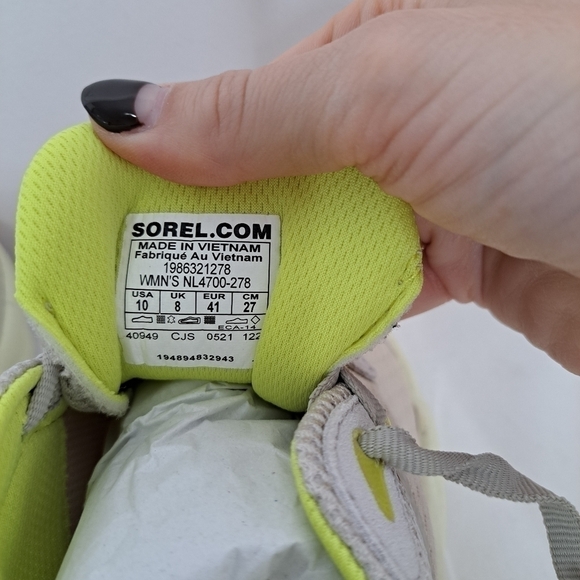 SOREL.COM
MADE IN VIETNAM
Fabriqué Au Vietnam
1986321278
WMN'S NL4700-278
USA UK EUR CM
10 8 41 27
ECA-14
40949 CJS 0521 122
194894832943